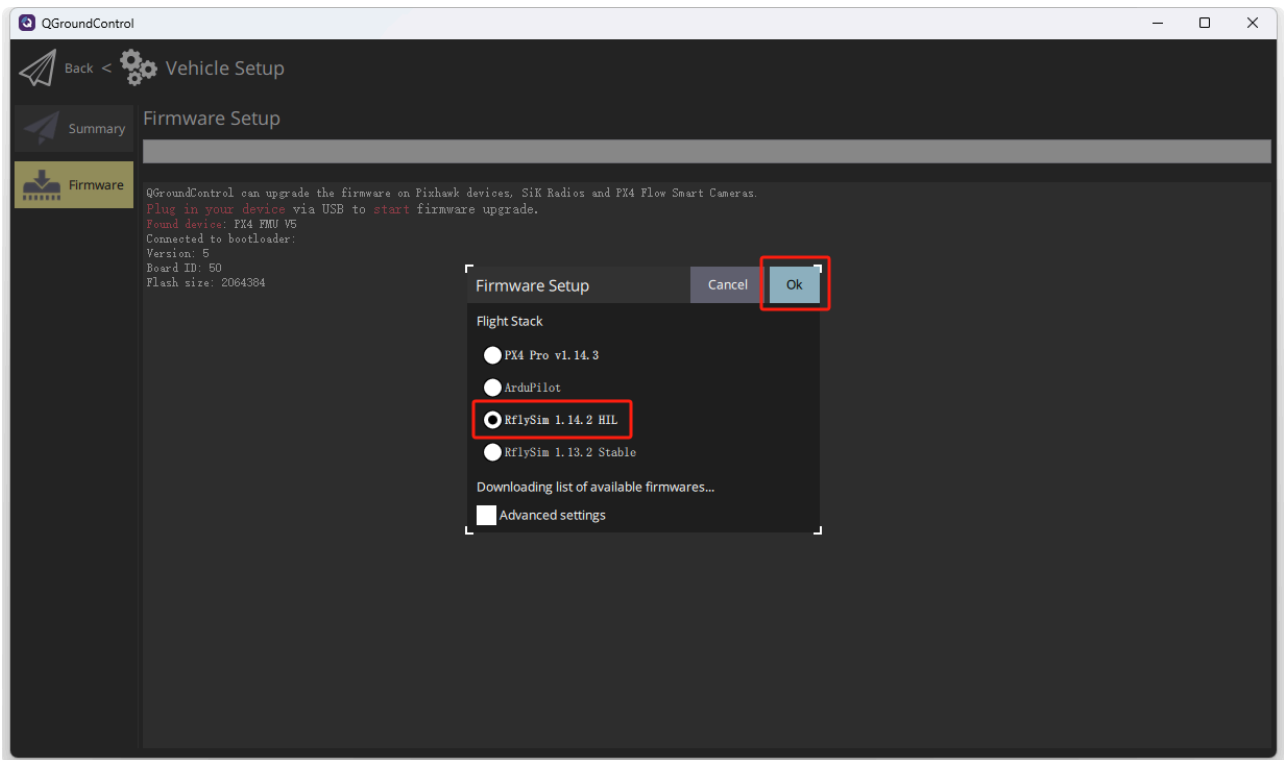 QGroundControl
Back < Vehicle Setup
Summary
Firmware Setup
Firmware
QGroundControl can upgrade the firmware on Pixhawk devices, SiK Radios and PX4 Flow Smart Cameras.
Plug in your device via USB to start firmware upgrade.
Found device: PX4 FMU V5
Connected to bootloader:
Version: 5
Board ID: 50
Flash size: 2064384
Firmware Setup Cancel Ok
Flight Stack
PX4 Pro v1.14.3
ArduPilot
RflySim 1.14.2 HIL
RflySim 1.13.2 Stable
Downloading list of available firmwares...
Advanced settings